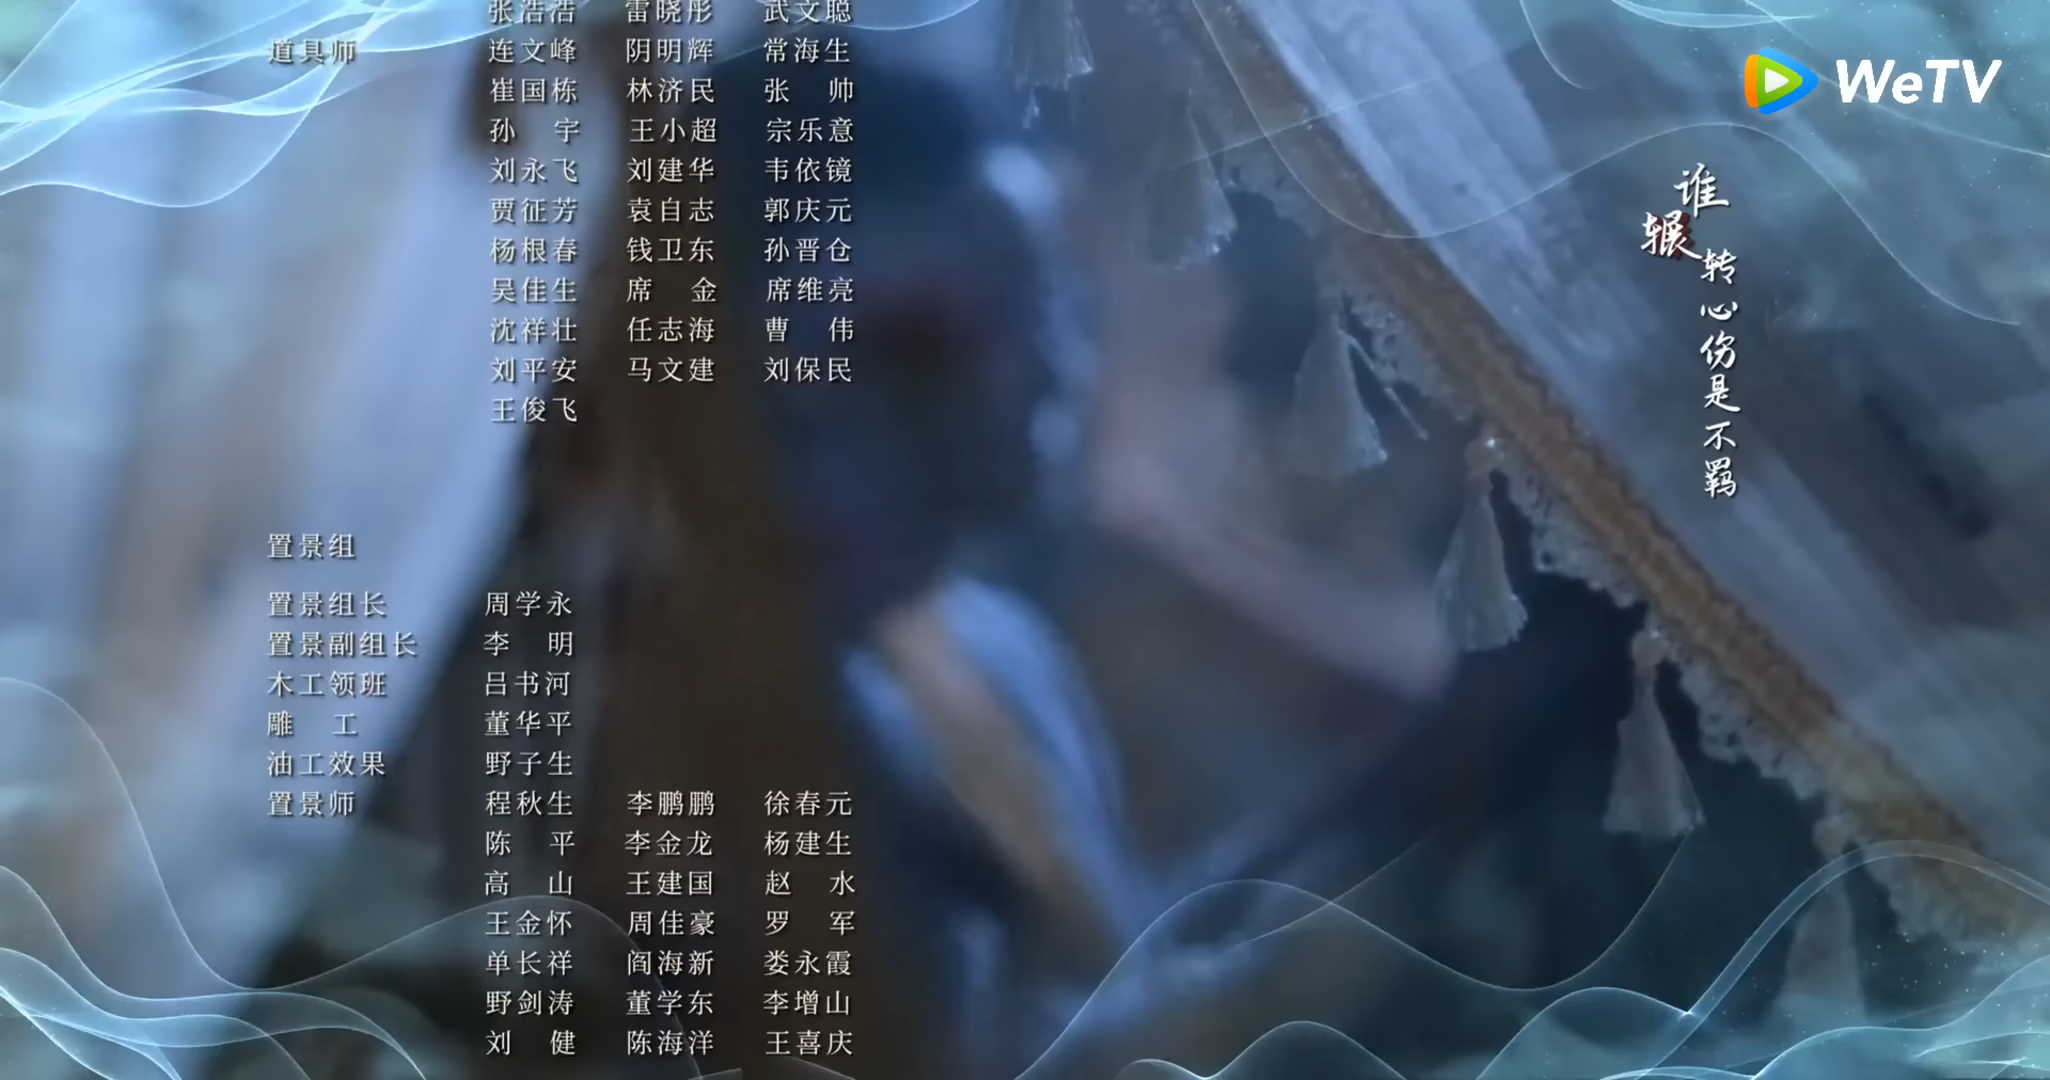 张浩浩 雷晓彤 武文聪
道具师 连文峰 阴明辉 常海生
崔国栋 林济民 张帅
孙宇 王小超 宗乐意
刘永飞 刘建华 韦依镜
贾征芳 袁自志 郭庆元
杨根春 钱卫东 孙晋仓
吴佳生 席金 席维亮
沈祥壮 任志海 曹伟
刘平安 马文建 刘保民
王俊飞
置景组
置景组长 周学永
置景副组长 李明
木工领班 吕书河
雕工 董华平
油工效果 野子生
置景师 程秋生 李鹏鹏 徐春元
陈平 李金龙 杨建生
高山 王建国 赵水
王金怀 周佳豪 罗军
单长祥 阎海新 娄永霞
野剑涛 董学东 李增山
刘健 陈海洋 王喜庆
WeTV
谁辗转心伤是不羁